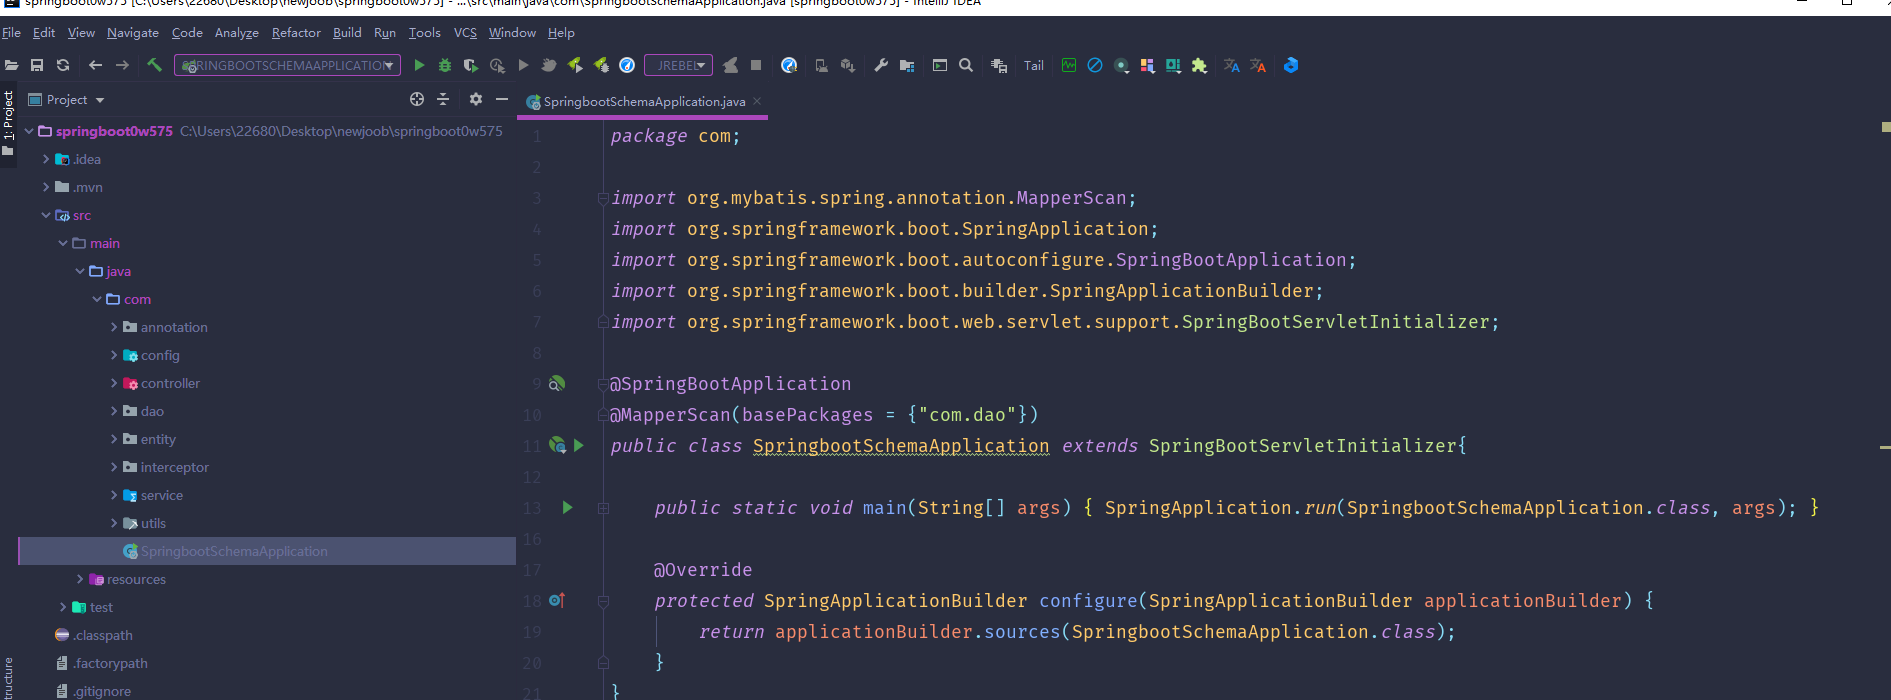 springboot0w575 [C:\Users\22680\Desktop\newjoob\springboot0w575] - ...\src\main\java\com\SpringbootSchemaApplication.java [springboot0w575] - IntelliJ IDEA
File Edit View Navigate Code Analyze Refactor Build Run Tools VCS Window Help
SPRINGBOOTSCHEMAAPPLICATION JREBEL Tail
1: Project
Project
SpringbootSchemaApplication.java
springboot0w575 C:\Users\22680\Desktop\newjoob\springboot0w575
.idea
.mvn
src
main
java
com
annotation
config
controller
dao
entity
interceptor
service
utils
SpringbootSchemaApplication
resources
test
.classpath
.factorypath
.gitignore
tructure
1 package com;
2
3 import org.mybatis.spring.annotation.MapperScan;
4 import org.springframework.boot.SpringApplication;
5 import org.springframework.boot.autoconfigure.SpringBootApplication;
6 import org.springframework.boot.builder.SpringApplicationBuilder;
7 import org.springframework.boot.web.servlet.support.SpringBootServletInitializer;
8
9 @SpringBootApplication
10 @MapperScan(basePackages = {"com.dao"})
11 public class SpringbootSchemaApplication extends SpringBootServletInitializer{
12
13 public static void main(String[] args) { SpringApplication.run(SpringbootSchemaApplication.class, args); }
16
17 @Override
18 protected SpringApplicationBuilder configure(SpringApplicationBuilder applicationBuilder) {
19 return applicationBuilder.sources(SpringbootSchemaApplication.class);
20 }
21 }